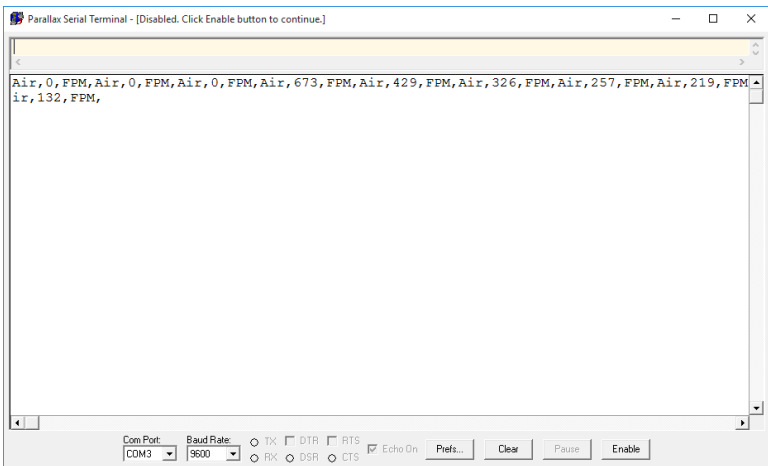 Parallax Serial Terminal - [Disabled. Click Enable button to continue.]
Air,0,FPM,Air,0,FPM,Air,0,FPM,Air,673,FPM,Air,429,FPM,Air,326,FPM,Air,257,FPM,Air,219,FPM
ir,132,FPM,
Com Port: Baud Rate: TX DTR RTS
COM3 9600 RX DSR CTS Echo On Prefs... Clear Pause Enable